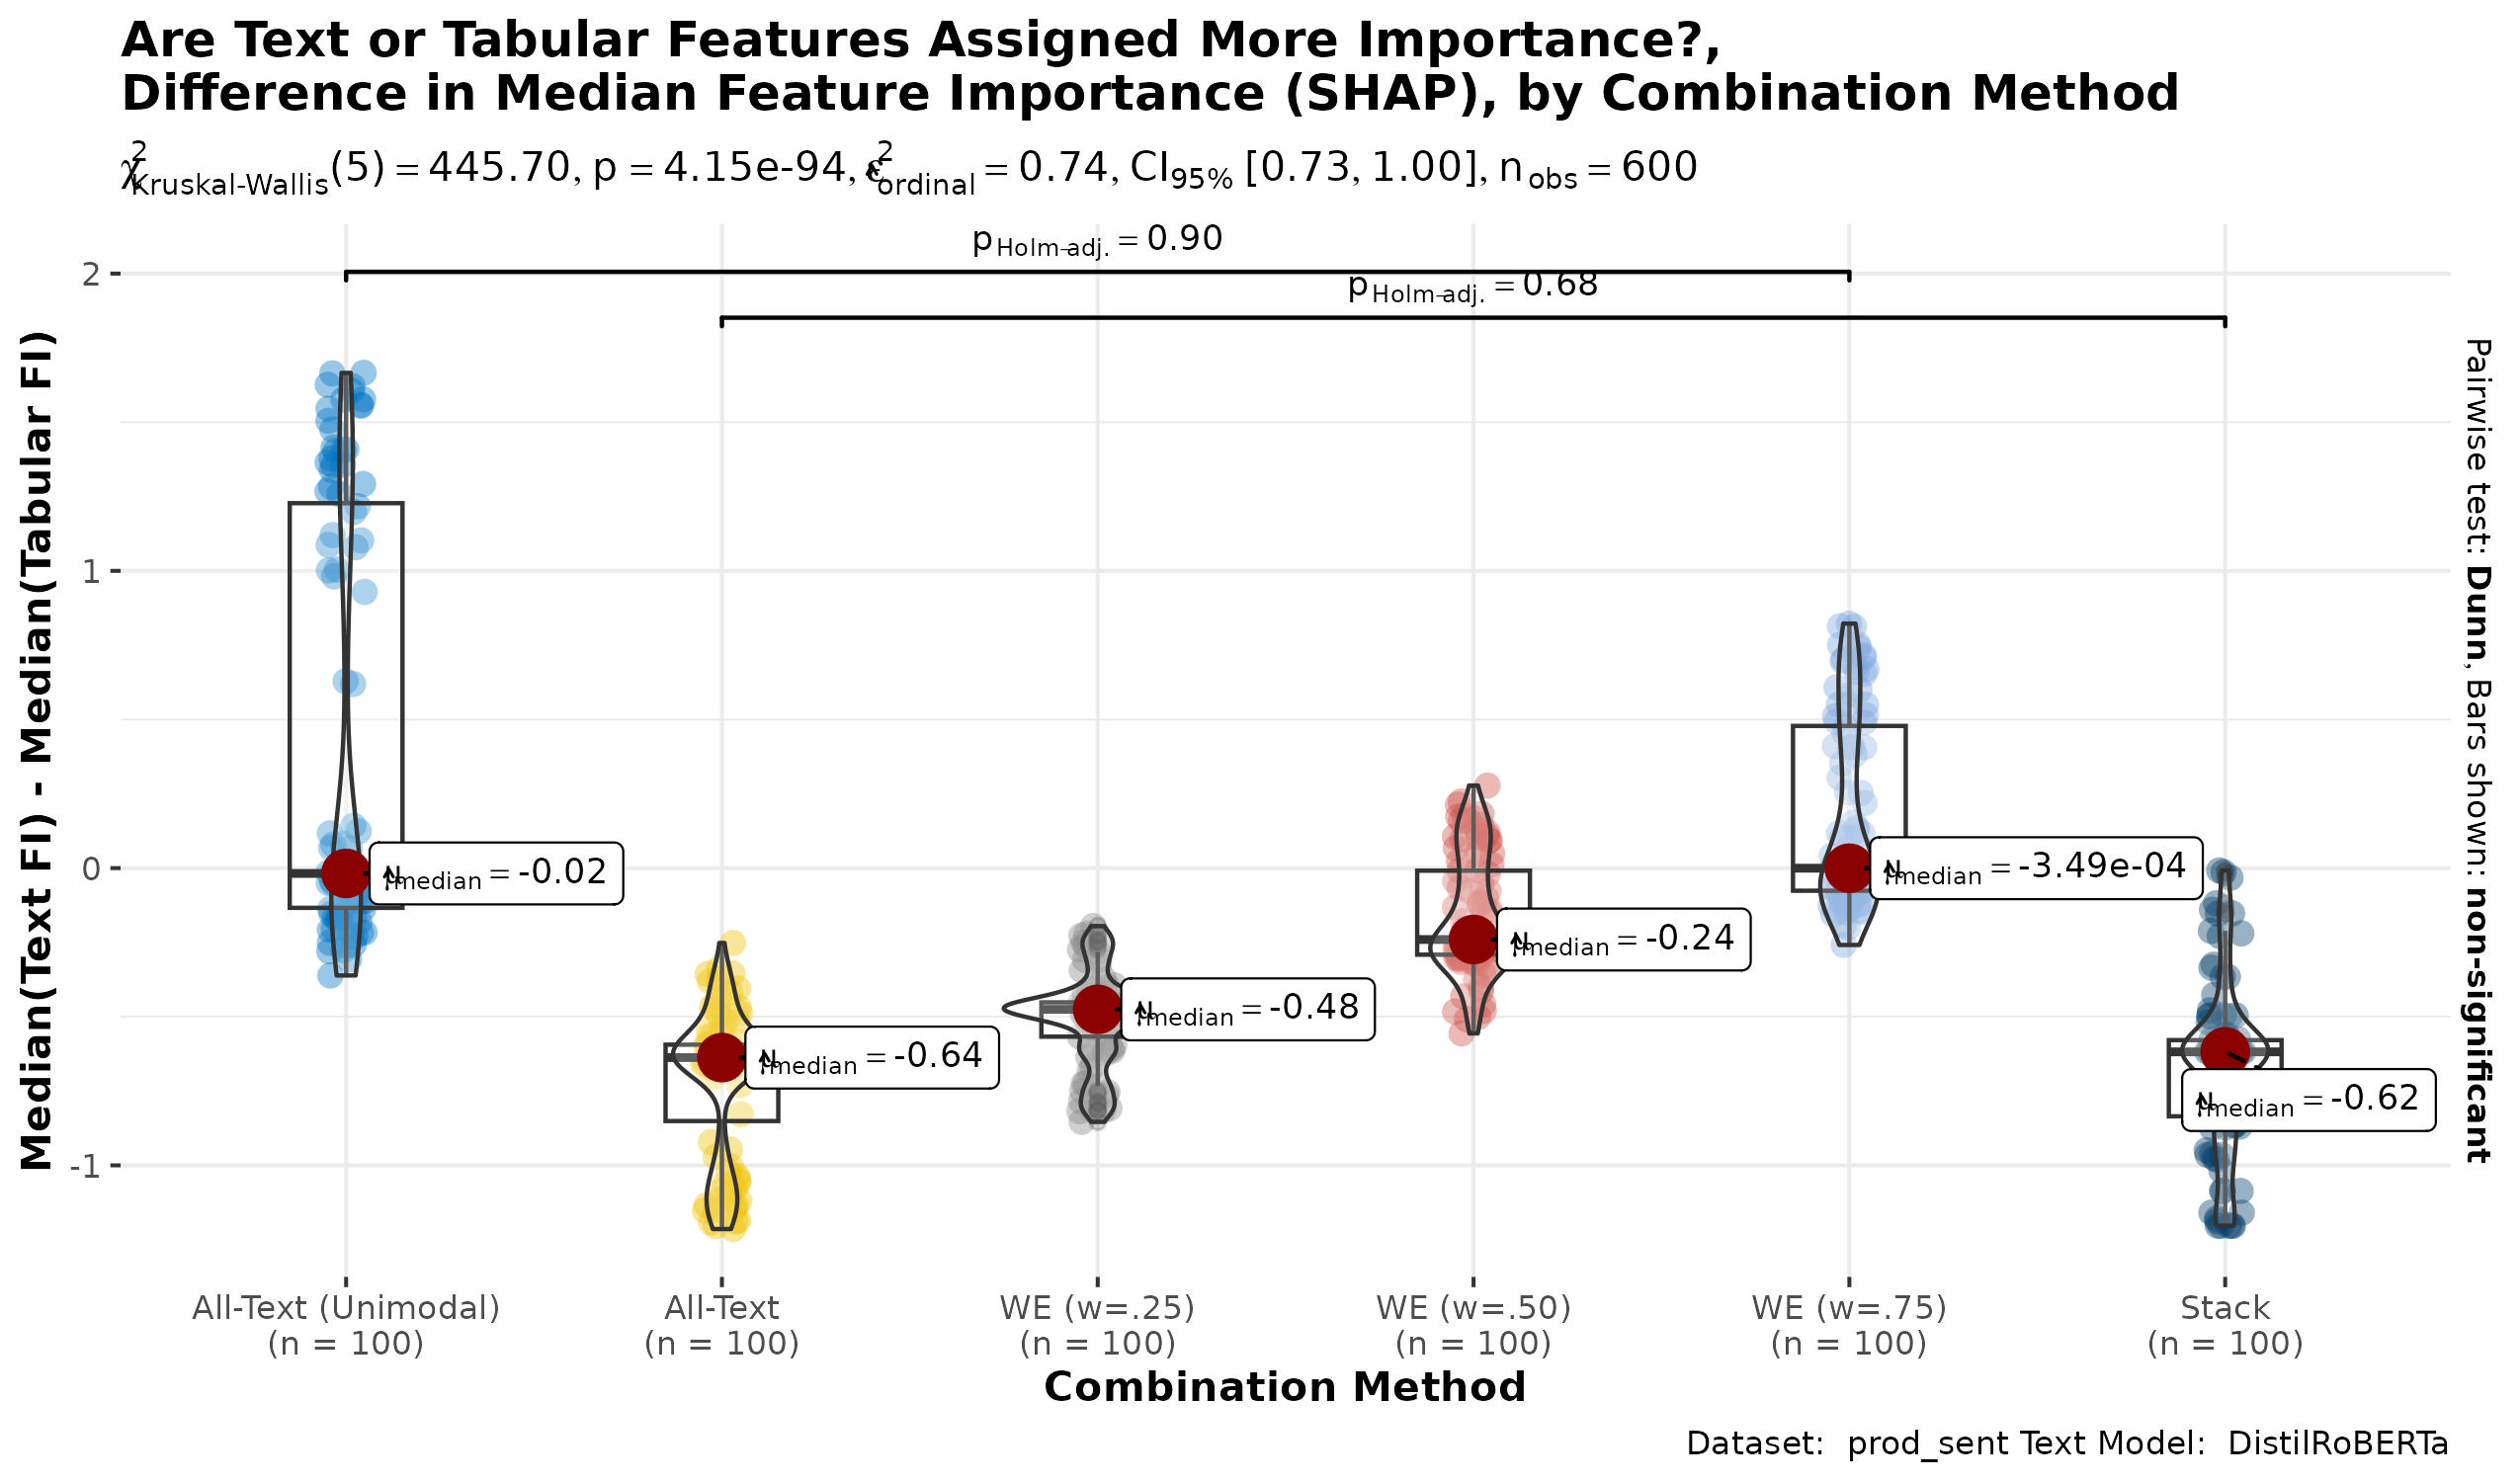 Are Text or Tabular Features Assigned More Importance?,
Difference in Median Feature Importance (SHAP), by Combination Method
χ²Kruskal-Wallis(5) = 445.70, p = 4.15e-94, ε̂²ordinal = 0.74, CI95% [0.73, 1.00], nobs = 600
pHolm-adj. = 0.90
pHolm-adj. = 0.68
Median(Text FI) - Median(Tabular FI)
2
1
0
-1
μ̂median = -0.02
μ̂median = -0.64
μ̂median = -0.48
μ̂median = -0.24
μ̂median = -3.49e-04
μ̂median = -0.62
Pairwise test: Dunn, Bars shown: non-significant
All-Text (Unimodal)
(n = 100)
All-Text
(n = 100)
WE (w=.25)
(n = 100)
WE (w=.50)
(n = 100)
WE (w=.75)
(n = 100)
Stack
(n = 100)
Combination Method
Dataset:  prod_sent Text Model:  DistilRoBERTa